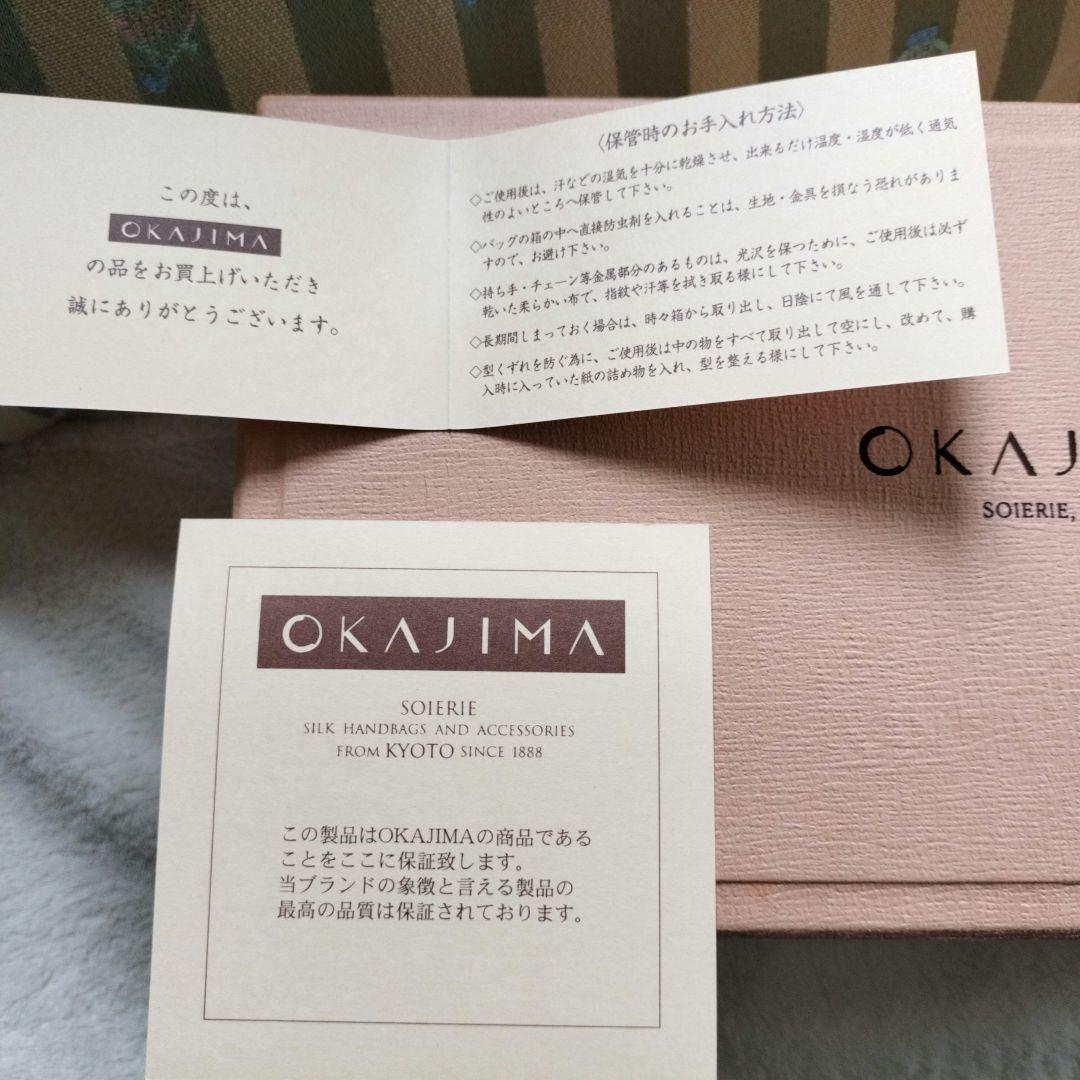 この度は、
OKAJIMA
の品をお買上げいただき
誠にありがとうございます。
〈保管時のお手入れ方法〉
◇ご使用後は、汗などの湿気を十分に乾燥させ、出来るだけ温度・湿度が低く通気
性のよいところへ保管して下さい。
◇バッグの箱の中へ直接防虫剤を入れることは、生地・金具を損なう恐れがありま
すので、お避け下さい。
◇持ち手・チェーン等金属部分のあるものは、光沢を保つために、ご使用後は必ず
乾いた柔らかい布で、指紋や汗等を拭き取る様にして下さい。
◇長期間しまっておく場合は、時々箱から取り出し、日陰にて風を通して下さい。
◇型くずれを防ぐ為に、ご使用後は中の物をすべて取り出して空にし、改めて、購
入時に入っていた紙の詰め物を入れ、型を整える様にして下さい。
OKAJ
SOIERIE,
OKAJIMA
SOIERIE
SILK HANDBAGS AND ACCESSORIES
FROM KYOTO SINCE 1888
この製品はOKAJIMAの商品である
ことをここに保証致します。
当ブランドの象徴と言える製品の
最高の品質は保証されております。